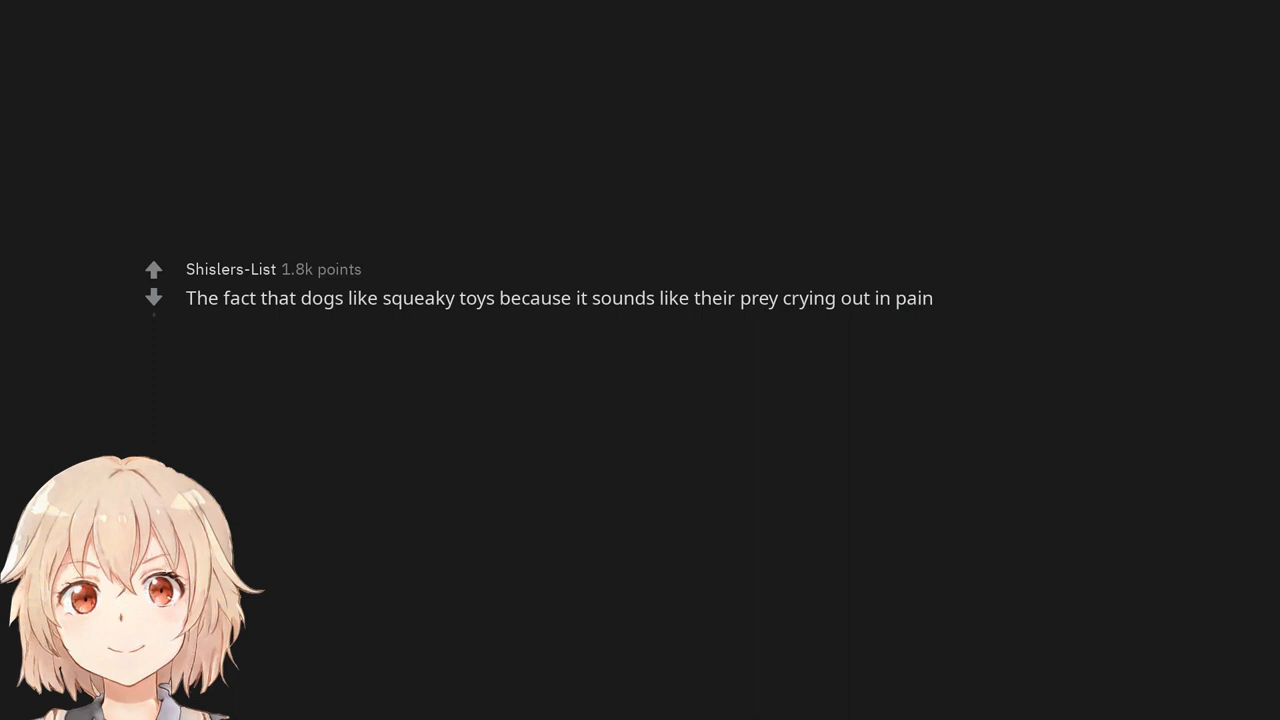 Shislers-List 1.8k points
The fact that dogs like squeaky toys because it sounds like their prey crying out in pain